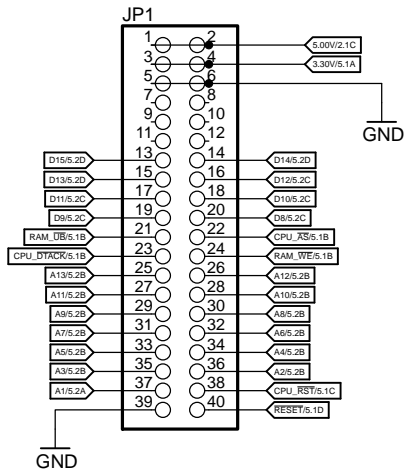 JP1
1 2 5.00V/2.1C
3 4 3.30V/5.1A
5 6
7 8
9 10 GND
11 12
D15/5.2D 13 14 D14/5.2D
D13/5.2D 15 16 D12/5.2C
D11/5.2C 17 18 D10/5.2C
D9/5.2C 19 20 D8/5.2C
RAM_U̅B̅/5.1B 21 22 CPU_A̅S̅/5.1B
CPU_D̅T̅A̅C̅K̅/5.1B 23 24 RAM_W̅E̅/5.1B
A13/5.2B 25 26 A12/5.2B
A11/5.2B 27 28 A10/5.2B
A9/5.2B 29 30 A8/5.2B
A7/5.2B 31 32 A6/5.2B
A5/5.2B 33 34 A4/5.2B
A3/5.2B 35 36 A2/5.2B
A1/5.2A 37 38 CPU_R̅S̅T̅/5.1C
39 40 R̅E̅S̅E̅T̅/5.1D
GND